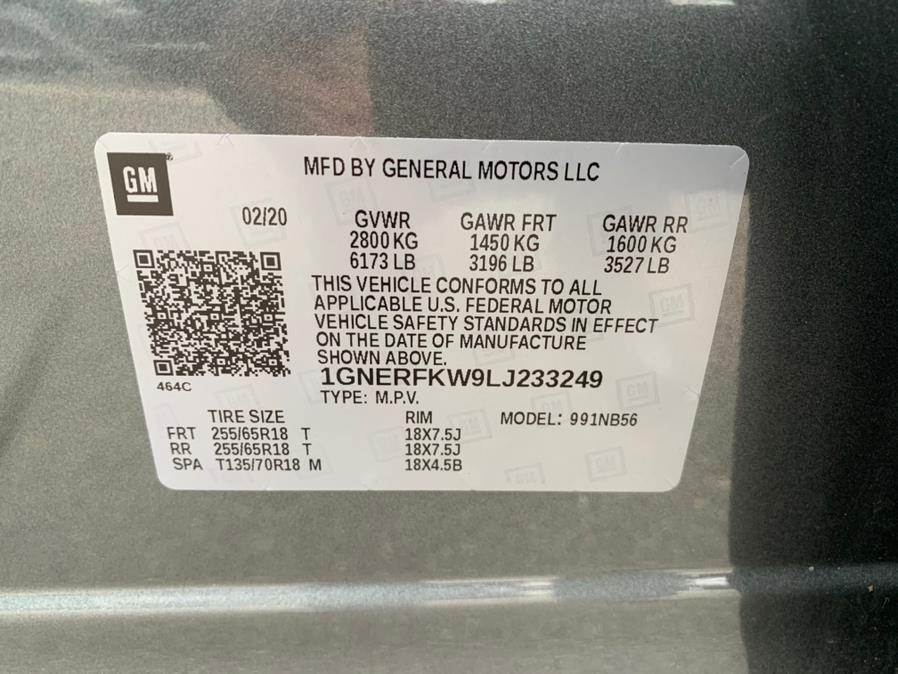 GM ®
MFD BY GENERAL MOTORS LLC
02/20 GVWR GAWR FRT GAWR RR
2800 KG 1450 KG 1600 KG
6173 LB 3196 LB 3527 LB
THIS VEHICLE CONFORMS TO ALL
APPLICABLE U.S. FEDERAL MOTOR
VEHICLE SAFETY STANDARDS IN EFFECT
ON THE DATE OF MANUFACTURE
SHOWN ABOVE.
464C
1GNERFKW9LJ233249
TYPE: M.P.V.
TIRE SIZE RIM MODEL: 991NB56
FRT 255/65R18 T 18X7.5J
RR 255/65R18 T 18X7.5J
SPA T135/70R18 M 18X4.5B